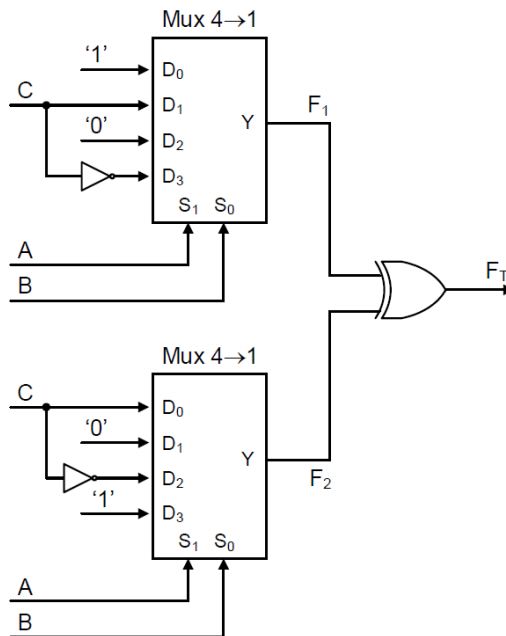 Mux 4→1
'1'
D₀
C
D₁
F₁
'0'
D₂
Y
D₃
S₁ S₀
A
B
F_T
Mux 4→1
C
D₀
'0'
D₁
Y
D₂
F₂
'1'
D₃
S₁ S₀
A
B